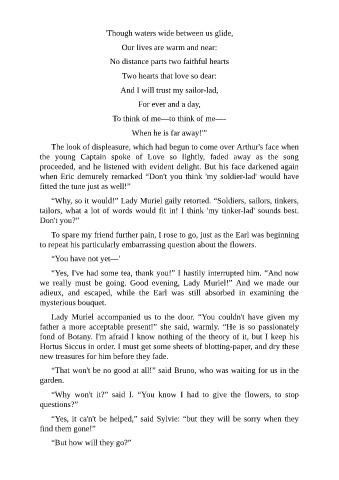 'Though waters wide between us glide,
Our lives are warm and near:
No distance parts two faithful hearts
Two hearts that love so dear:
And I will trust my sailor-lad,
For ever and a day,
To think of me—to think of me—-
When he is far away!'"
The look of displeasure, which had begun to come over Arthur's face when
the young Captain spoke of Love so lightly, faded away as the song
proceeded, and he listened with evident delight. But his face darkened again
when Eric demurely remarked “Don't you think 'my soldier-lad' would have
fitted the tune just as well!”
“Why, so it would!” Lady Muriel gaily retorted. “Soldiers, sailors, tinkers,
tailors, what a lot of words would fit in! I think 'my tinker-lad' sounds best.
Don't you?”
To spare my friend further pain, I rose to go, just as the Earl was beginning
to repeat his particularly embarrassing question about the flowers.
“You have not yet—'
“Yes, I've had some tea, thank you!” I hastily interrupted him. “And now
we really must be going. Good evening, Lady Muriel!” And we made our
adieux, and escaped, while the Earl was still absorbed in examining the
mysterious bouquet.
Lady Muriel accompanied us to the door. “You couldn't have given my
father a more acceptable present!” she said, warmly. “He is so passionately
fond of Botany. I'm afraid I know nothing of the theory of it, but I keep his
Hortus Siccus in order. I must get some sheets of blotting-paper, and dry these
new treasures for him before they fade.
“That won't be no good at all!” said Bruno, who was waiting for us in the
garden.
“Why won't it?” said I. “You know I had to give the flowers, to stop
questions?”
“Yes, it ca'n't be helped,” said Sylvie: “but they will be sorry when they
find them gone!”
“But how will they go?”